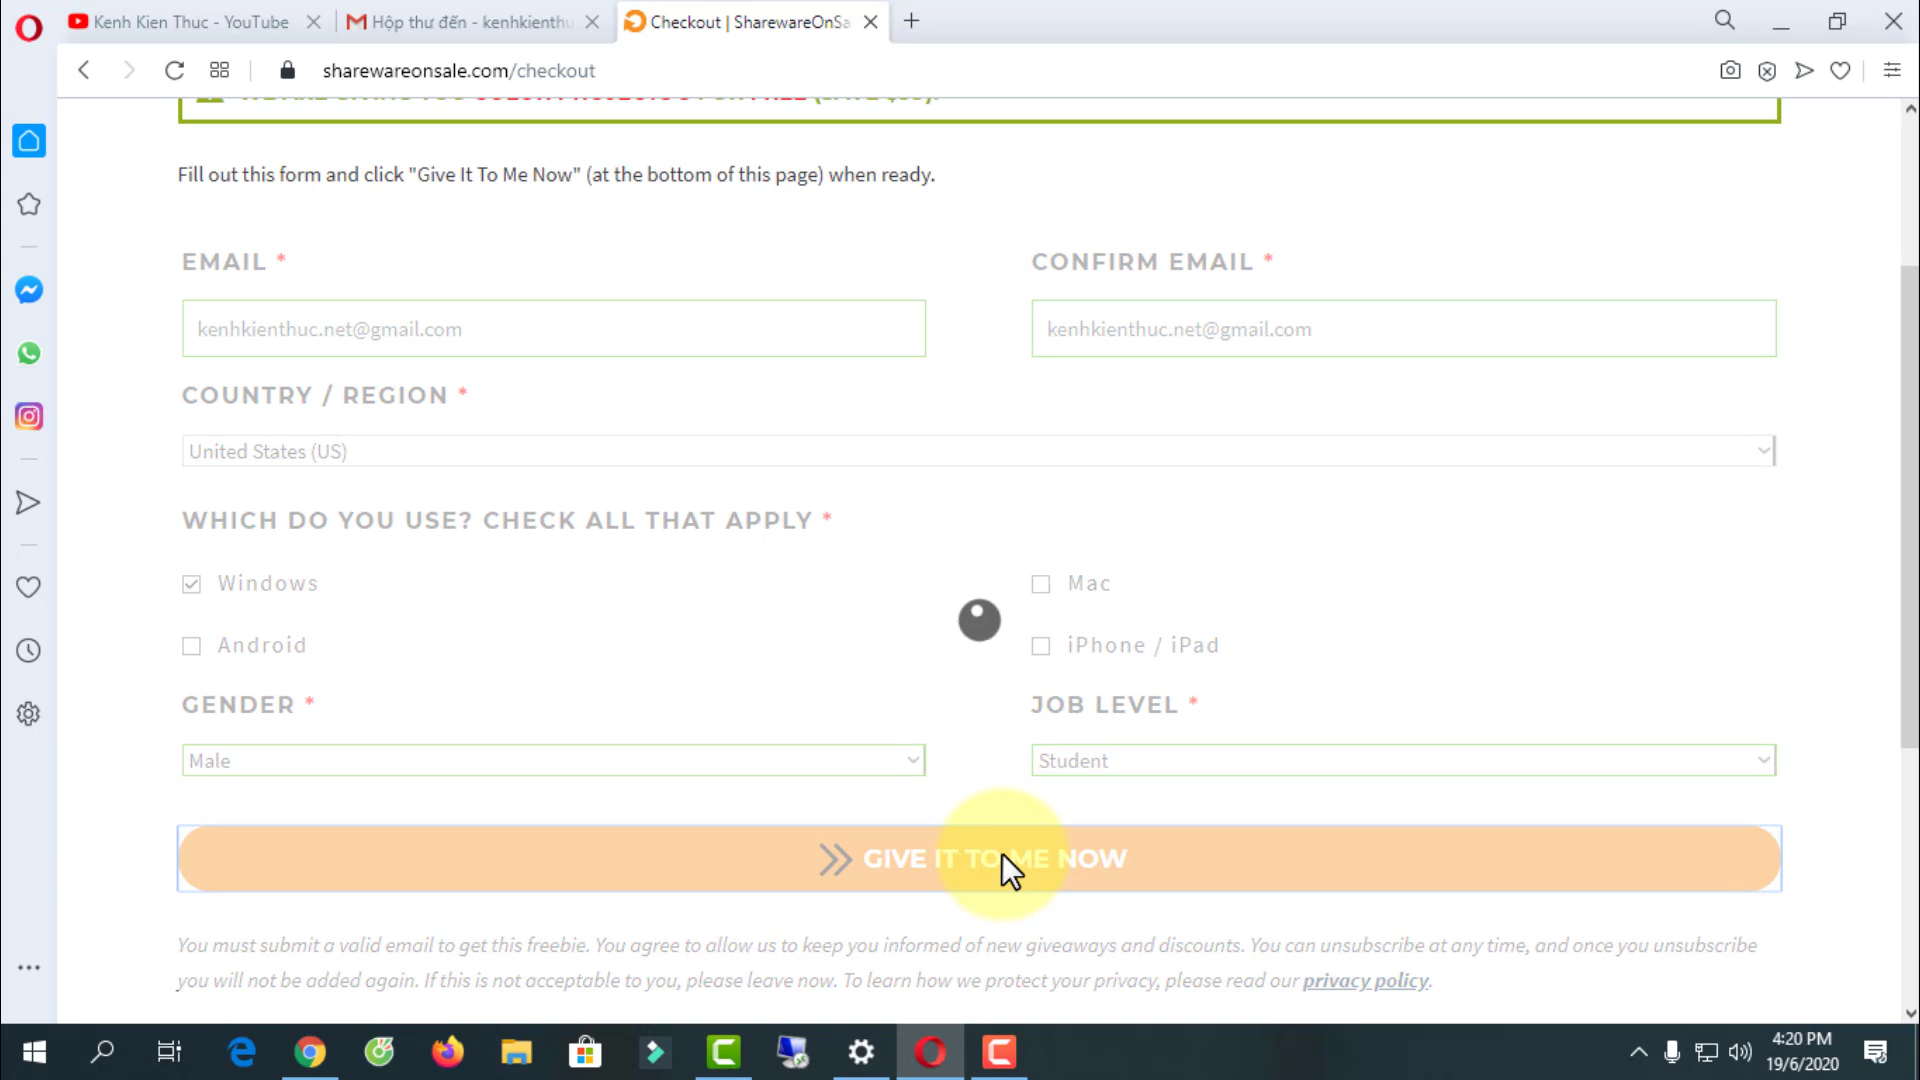 Kenh Kien Thuc - YouTube
Hộp thư đến - kenhkienthu
Checkout | SharewareOnSa
sharewareonsale.com/checkout
Fill out this form and click "Give It To Me Now" (at the bottom of this page) when ready.
EMAIL *
CONFIRM EMAIL *
kenhkienthuc.net@gmail.com
kenhkienthuc.net@gmail.com
COUNTRY / REGION *
United States (US)
WHICH DO YOU USE? CHECK ALL THAT APPLY *
Windows
Mac
Android
iPhone / iPad
GENDER *
JOB LEVEL *
Male
Student
GIVE IT TO ME NOW
You must submit a valid email to get this freebie. You agree to allow us to keep you informed of new giveaways and discounts. You can unsubscribe at any time, and once you unsubscribe
you will not be added again. If this is not acceptable to you, please leave now. To learn how we protect your privacy, please read our privacy policy.
4:20 PM
19/6/2020